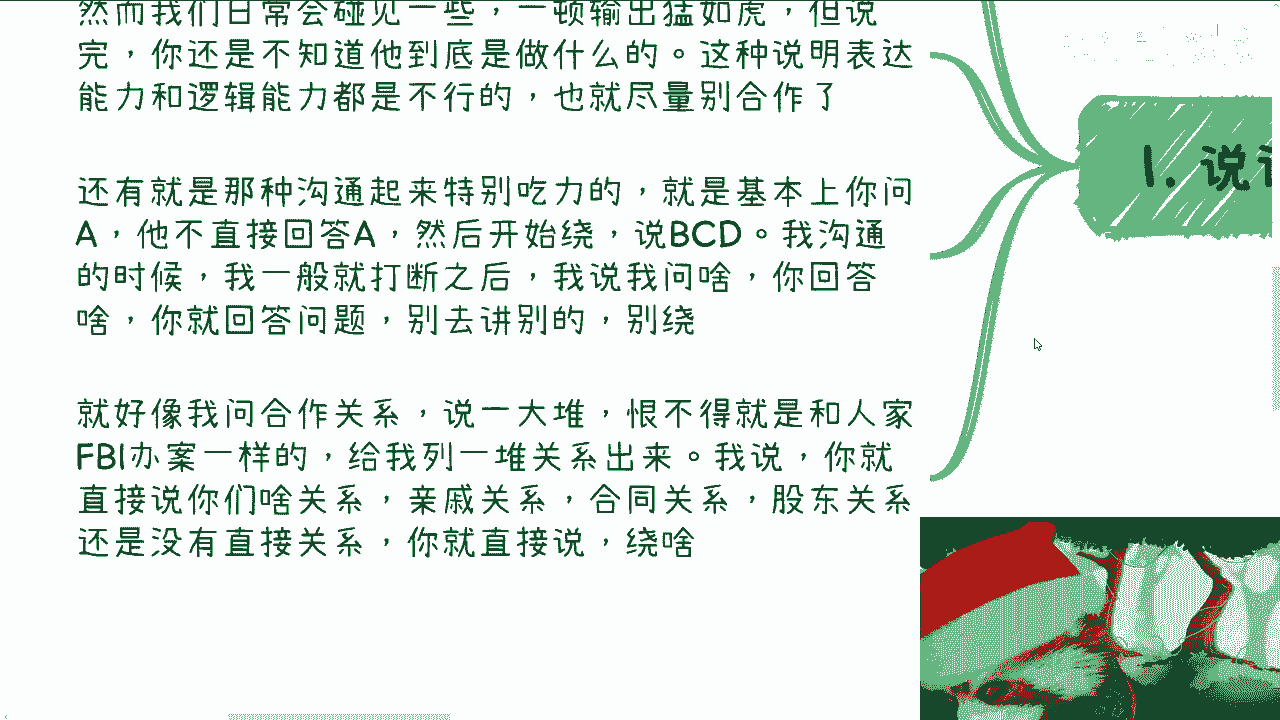 然而我们日常会碰见一些，一顿输出猛如虎，但说
完，你还是不知道他到底是做什么的。这种说明表达
能力和逻辑能力都是不行的，也就尽量别合作了
还有就是那种沟通起来特别吃力的，就是基本上你问
A，他不直接回答A，然后开始绕，说BCD。我沟通
的时候，我一般就打断之后，我说我问啥，你回答
啥，你就回答问题，别去讲别的，别绕
就好像我问合作关系，说一大堆，恨不得就是和人家
FBI办案一样的，给我列一堆关系出来。我说，你就
直接说你们啥关系，亲戚关系，合同关系，股东关系
还是没有直接关系，你就直接说，绕啥
1. 说